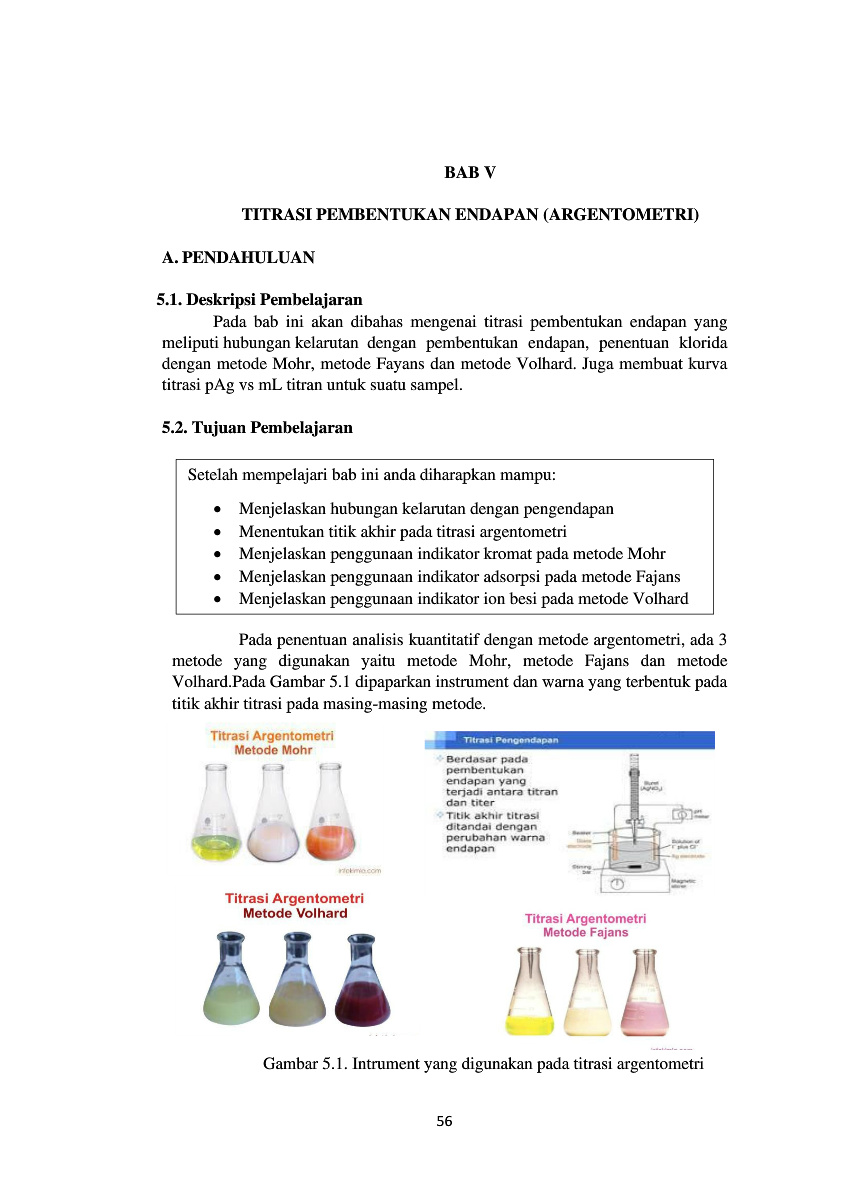 BAB V
TITRASI PEMBENTUKAN ENDAPAN (ARGENTOMETRI)
A. PENDAHULUAN
5.1. Deskripsi Pembelajaran
Pada bab ini akan dibahas mengenai titrasi pembentukan endapan yang
meliputi hubungan kelarutan dengan pembentukan endapan, penentuan klorida
dengan metode Mohr, metode Fayans dan metode Volhard. Juga membuat kurva
titrasi pAg vs mL titran untuk suatu sampel.
5.2. Tujuan Pembelajaran
Setelah mempelajari bab ini anda diharapkan mampu:
• Menjelaskan hubungan kelarutan dengan pengendapan
• Menentukan titik akhir pada titrasi argentometri
• Menjelaskan penggunaan indikator kromat pada metode Mohr
• Menjelaskan penggunaan indikator adsorpsi pada metode Fajans
• Menjelaskan penggunaan indikator ion besi pada metode Volhard
Pada penentuan analisis kuantitatif dengan metode argentometri, ada 3
metode yang digunakan yaitu metode Mohr, metode Fajans dan metode
Volhard.Pada Gambar 5.1 dipaparkan instrument dan warna yang terbentuk pada
titik akhir titrasi pada masing-masing metode.
Titrasi Argentometri
Metode Mohr
infokimia.com
Titrasi Pengendapan
Berdasar pada
pembentukan
endapan yang
terjadi antara titran
dan titer
Titik akhir titrasi
ditandai dengan
perubahan warna
endapan
Buret
(AgNO₃)
pH
meter
Beaker
electrode
Solution of
I⁻ plus Cl⁻
Ag electrode
Stirring
bar
Magnetic
stirrer
Titrasi Argentometri
Metode Volhard
Titrasi Argentometri
Metode Fajans
Gambar 5.1. Intrument yang digunakan pada titrasi argentometri
56